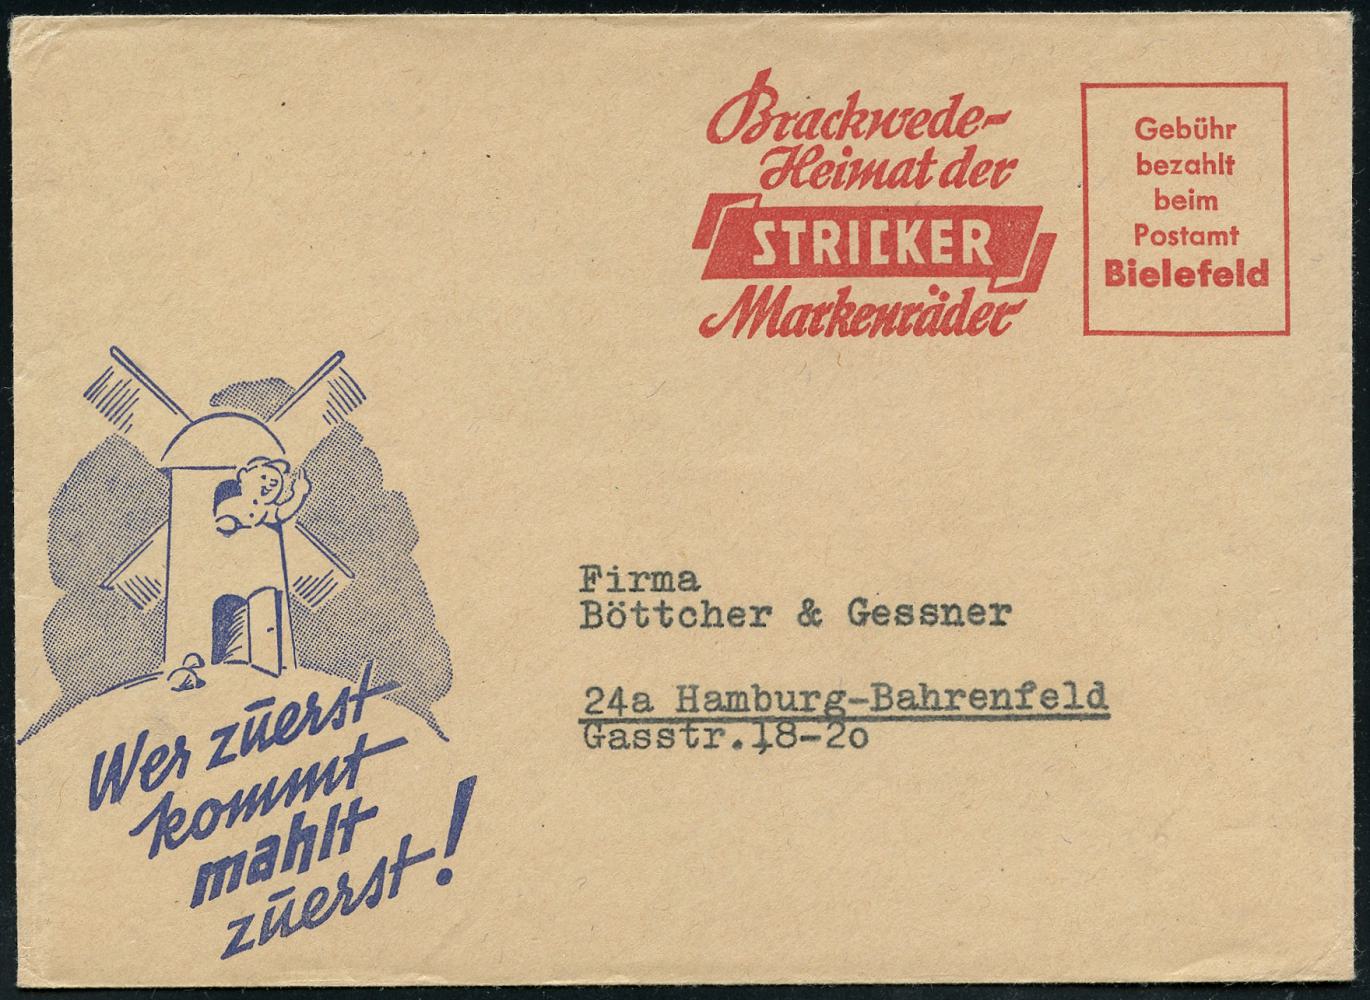 Brackwede-
Heimat der
STRICKER
Markenräder
Gebühr
bezahlt
beim
Postamt
Bielefeld
Firma
Böttcher & Gessner
24a Hamburg-Bahrenfeld
Gasstr.18-2o
Wer zuerst
kommt
mahlt
zuerst!